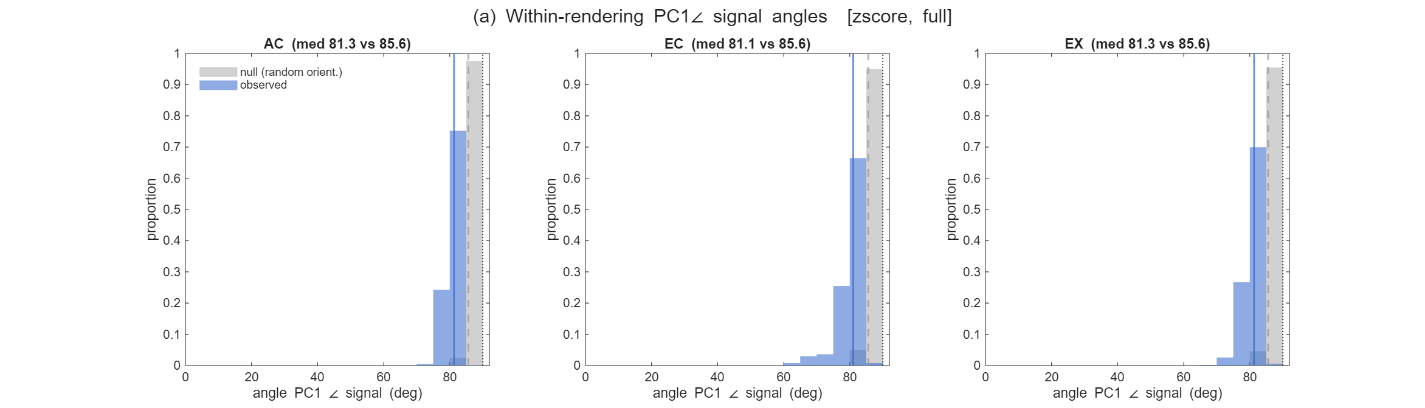 (a) Within-rendering PC1∠ signal angles [zscore, full]
AC (med 81.3 vs 85.6)
1
0.9
0.8
0.7
0.6
0.5
0.4
0.3
0.2
0.1
0
proportion
null (random orient.)
observed
0 20 40 60 80
angle PC1 ∠ signal (deg)
EC (med 81.1 vs 85.6)
1
0.9
0.8
0.7
0.6
0.5
0.4
0.3
0.2
0.1
0
proportion
0 20 40 60 80
angle PC1 ∠ signal (deg)
EX (med 81.3 vs 85.6)
1
0.9
0.8
0.7
0.6
0.5
0.4
0.3
0.2
0.1
0
proportion
0 20 40 60 80
angle PC1 ∠ signal (deg)